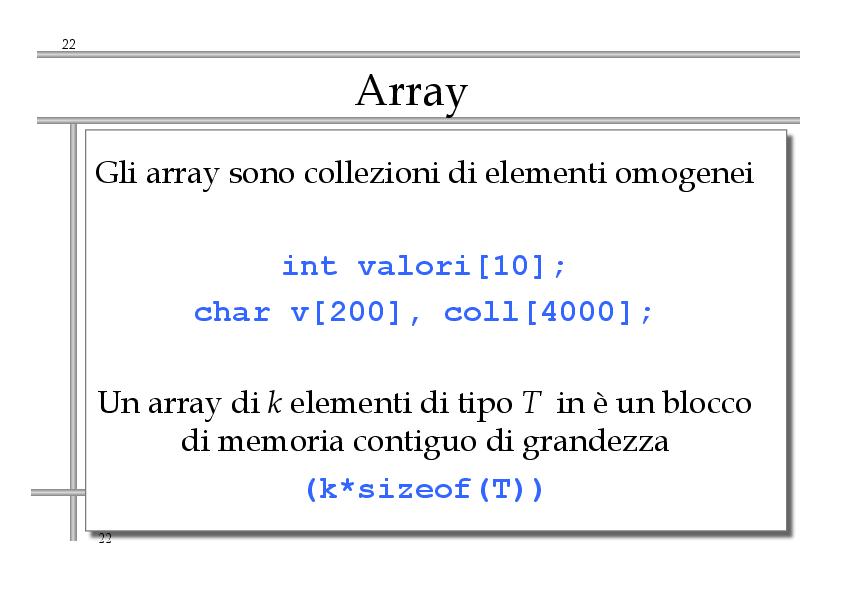 22
Array
Gli array sono collezioni di elementi omogenei
int valori[10];
char v[200], coll[4000];
Un array di k elementi di tipo T in è un blocco
di memoria contiguo di grandezza
(k*sizeof(T))
22